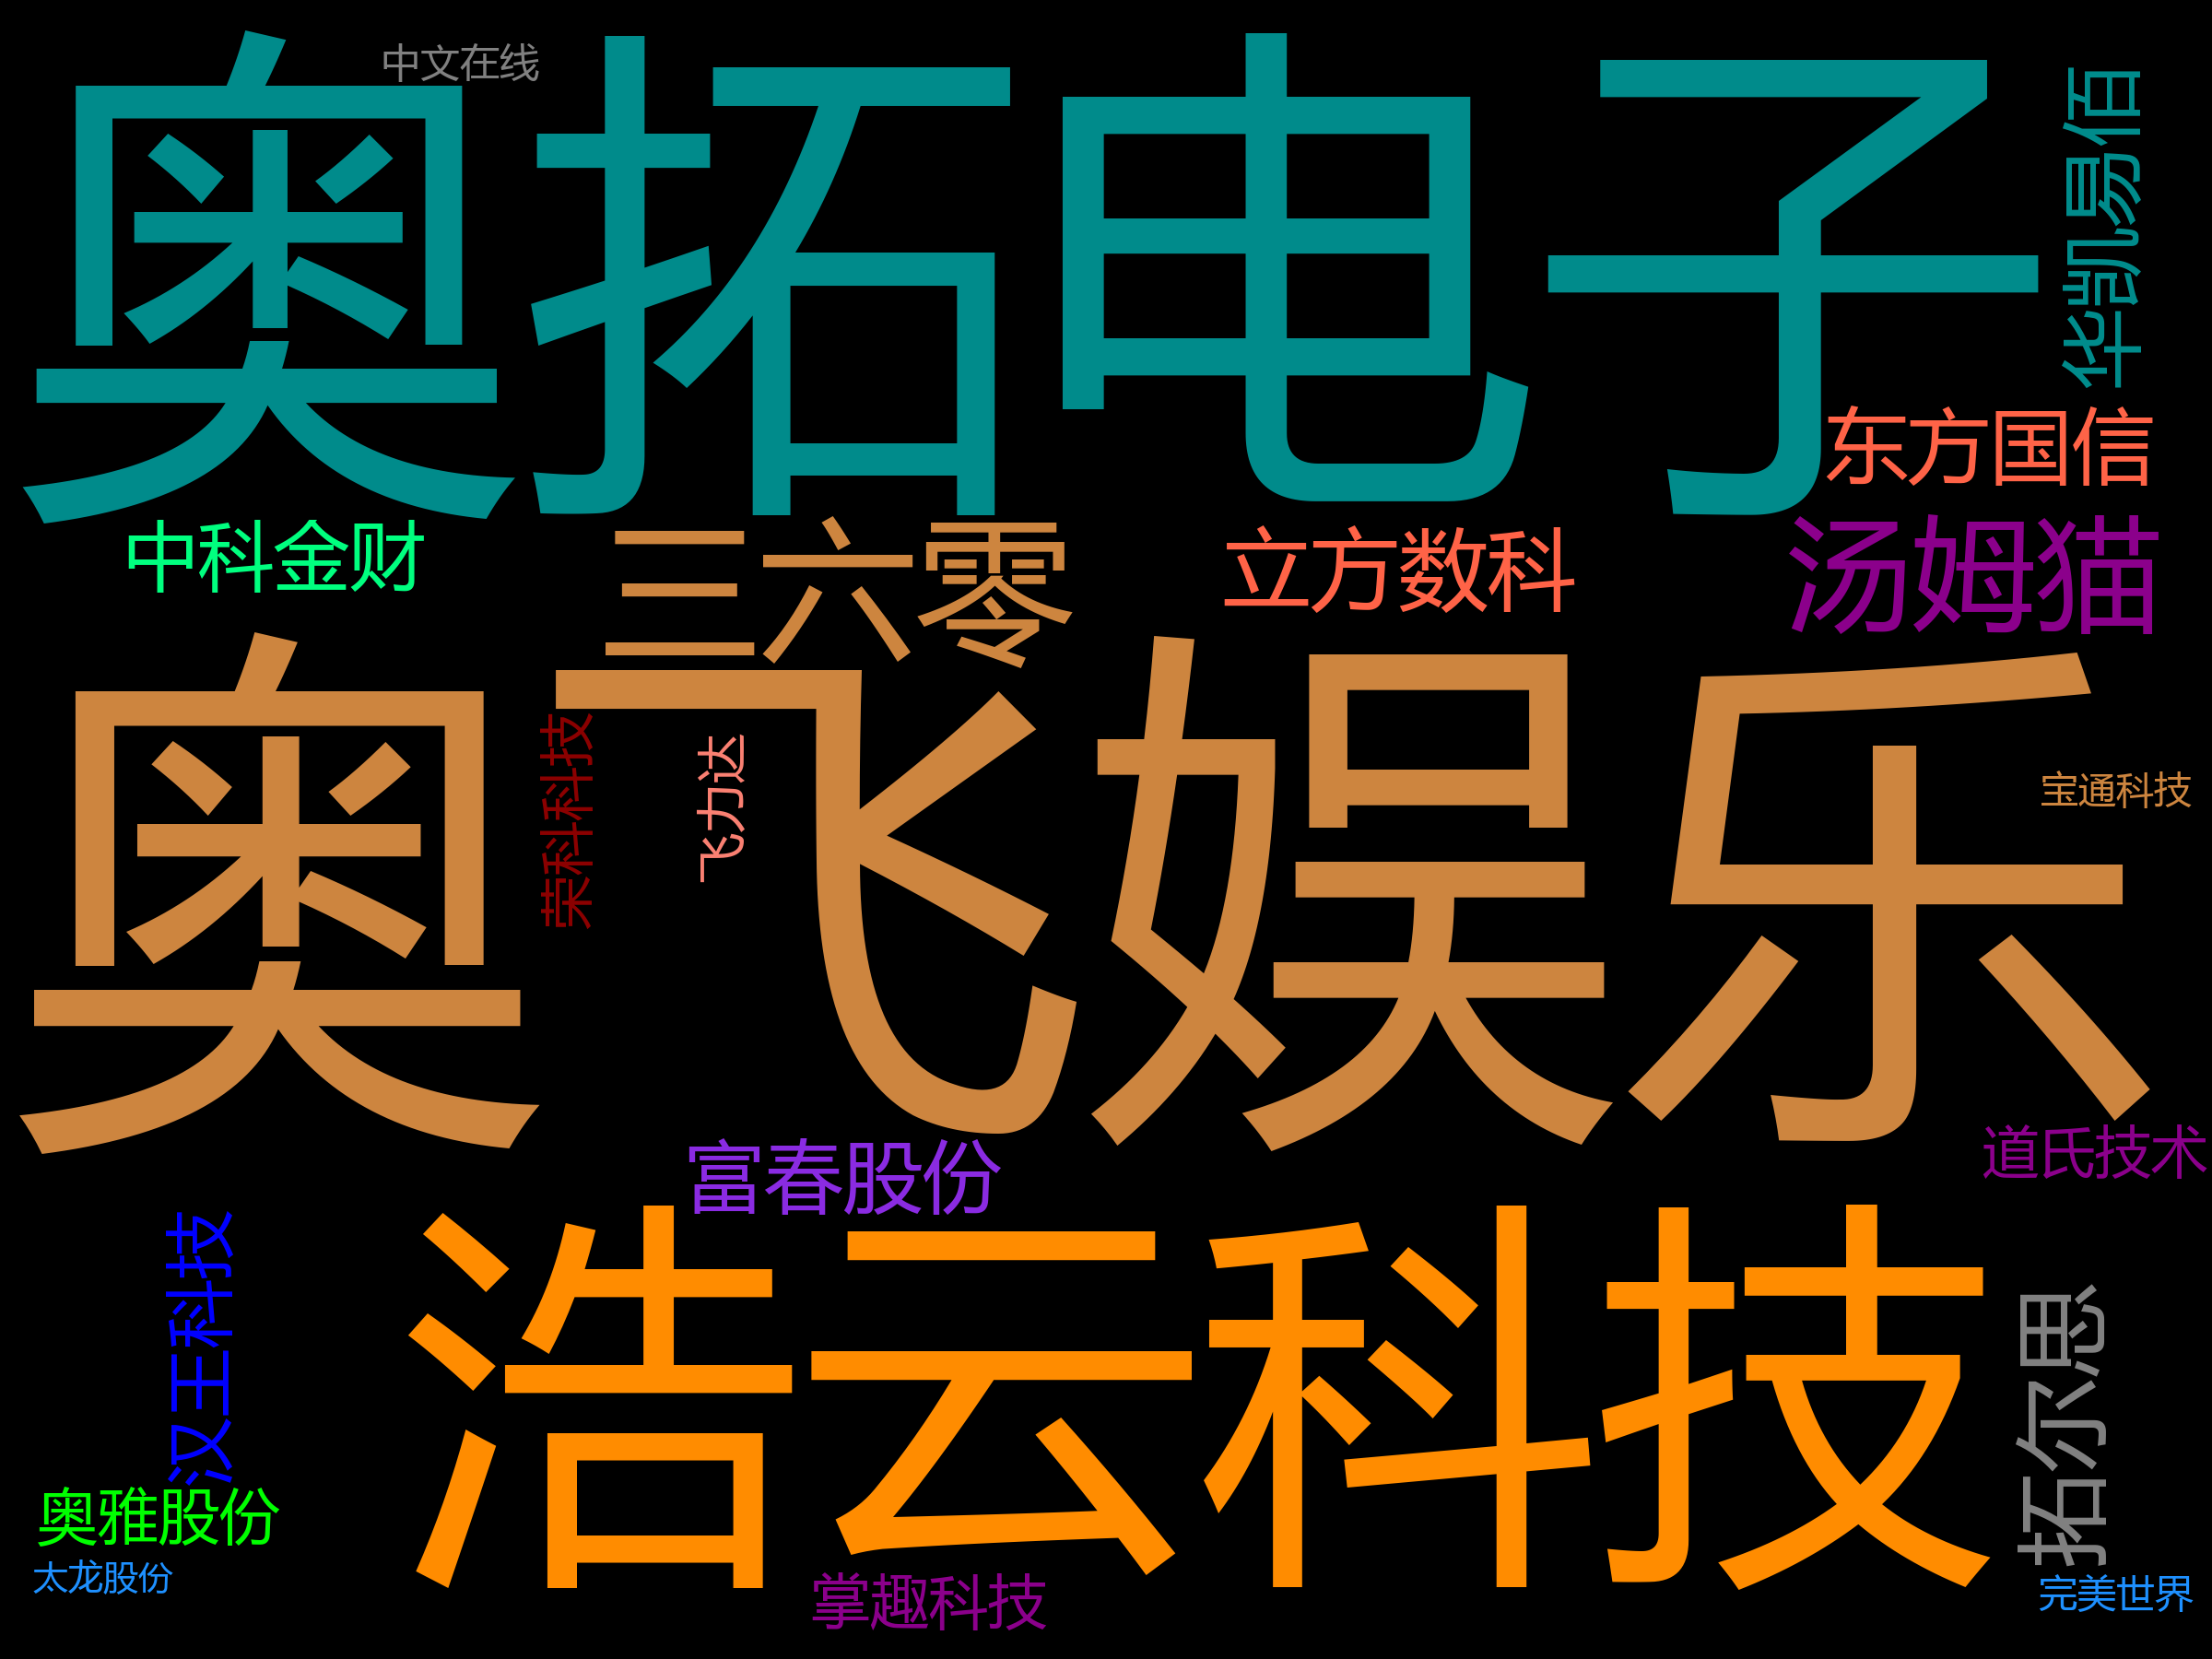 中文在线
奥拓电子
华凯易佰
东方国信
中科金财
三六零
立方数科
汤姆猫
奥飞娱乐
荣科科技
飞力达
宝通科技
富春股份
道氏技术
浩云科技
汉王科技
拓尔思
奥雅股份
大龙股份
掌趣科技
完美世界